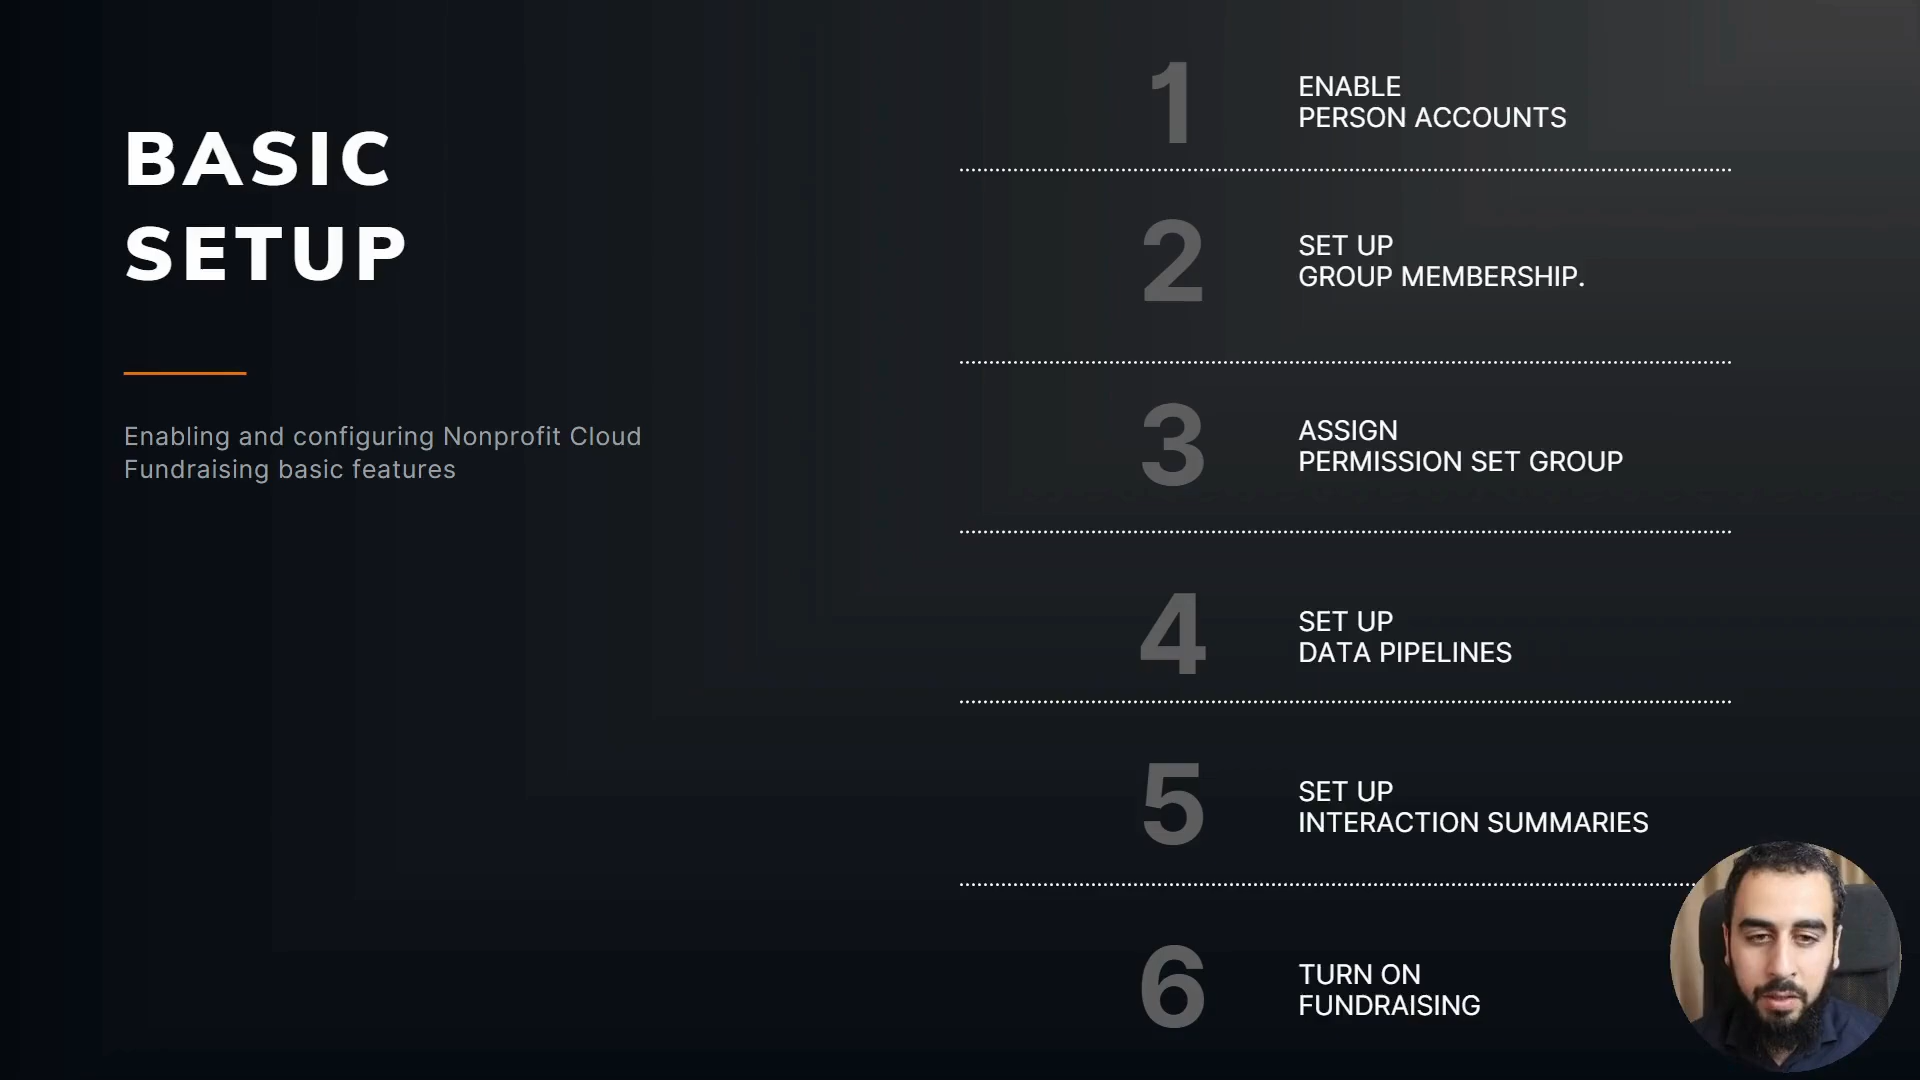 BASIC
SETUP
Enabling and configuring Nonprofit Cloud
Fundraising basic features
1
ENABLE
PERSON ACCOUNTS
2
SET UP
GROUP MEMBERSHIP.
3
ASSIGN
PERMISSION SET GROUP
4
SET UP
DATA PIPELINES
5
SET UP
INTERACTION SUMMARIES
6
TURN ON
FUNDRAISING